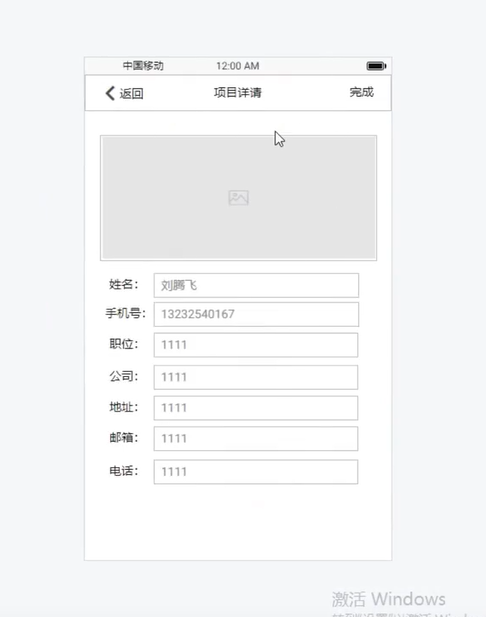 中国移动 12:00 AM
返回 项目详请 完成
姓名： 刘腾飞
手机号： 13232540167
职位： 1111
公司： 1111
地址： 1111
邮箱： 1111
电话： 1111
激活 Windows